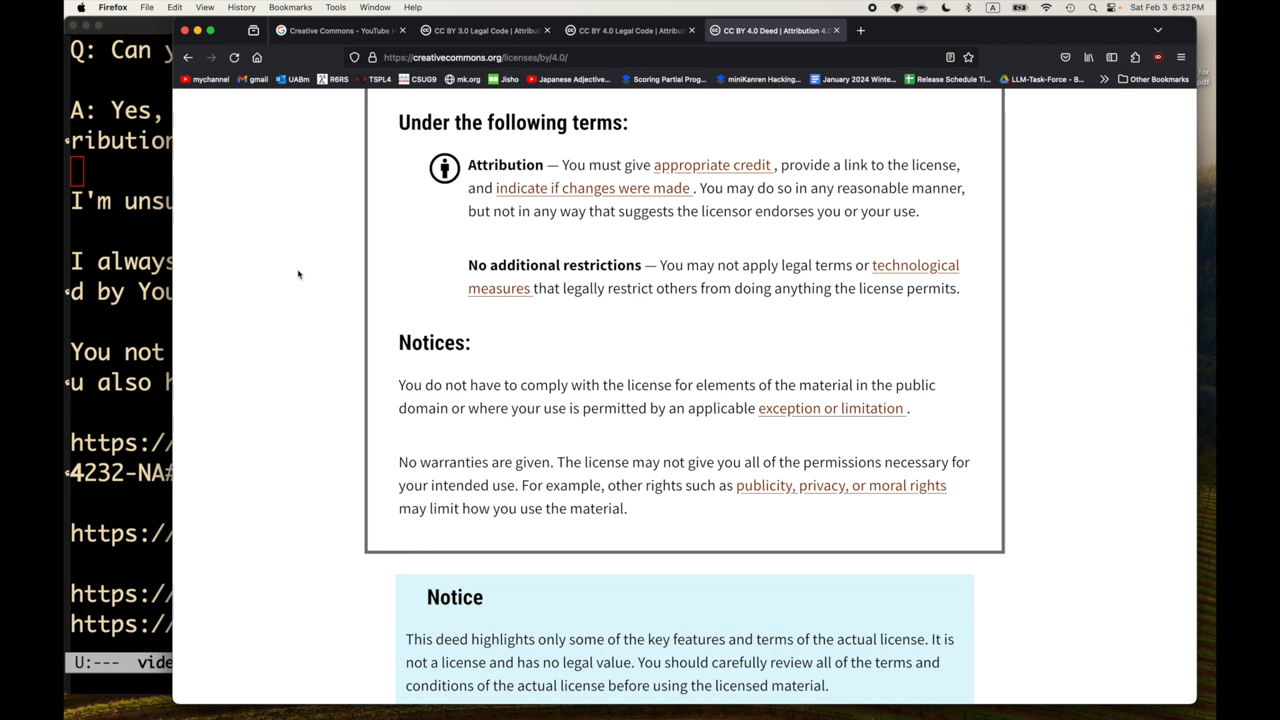 Firefox File Edit View History Bookmarks Tools Window Help A Sat Feb 3 6:32 PM
Creative Commons - YouTube CC BY 3.0 Legal Code | Attribut CC BY 4.0 Legal Code | Attribut CC BY 4.0 Deed | Attribution 4.
https://creativecommons.org/licenses/by/4.0/
mychannel gmail UABm R6RS TSPL4 CSUG9 mk.org Jisho Japanese Adjective... Scoring Partial Prog... miniKanren Hacking... January 2024 Winte... Release Schedule Ti... LLM-Task-Force - B... Other Bookmarks
Q: Can y
A: Yes,
ribution
I'm unsu
I always
d by You
You not
u also h
https://
4232-NA#
https://
https://
https://
U:--- vide
Under the following terms:
Attribution — You must give appropriate credit , provide a link to the license,
and indicate if changes were made . You may do so in any reasonable manner,
but not in any way that suggests the licensor endorses you or your use.
No additional restrictions — You may not apply legal terms or technological
measures that legally restrict others from doing anything the license permits.
Notices:
You do not have to comply with the license for elements of the material in the public
domain or where your use is permitted by an applicable exception or limitation .
No warranties are given. The license may not give you all of the permissions necessary for
your intended use. For example, other rights such as publicity, privacy, or moral rights
may limit how you use the material.
Notice
This deed highlights only some of the key features and terms of the actual license. It is
not a license and has no legal value. You should carefully review all of the terms and
conditions of the actual license before using the licensed material.